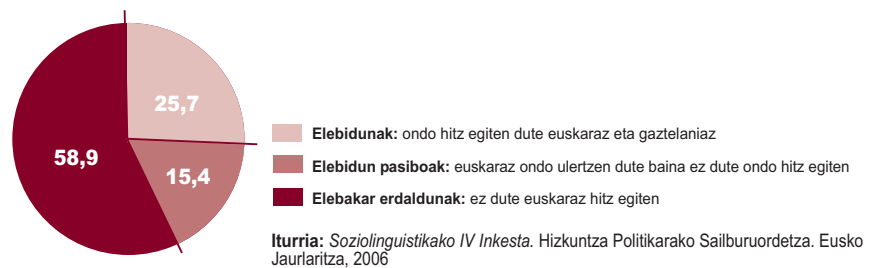 25,7
58,9
15,4
Elebidunak: ondo hitz egiten dute euskaraz eta gaztelaniaz
Elebidun pasiboak: euskaraz ondo ulertzen dute baina ez dute ondo hitz egiten
Elebakar erdaldunak: ez dute euskaraz hitz egiten
Iturria: Soziolinguistikako IV Inkesta. Hizkuntza Politikarako Sailburuordetza. Eusko
Jaurlaritza, 2006